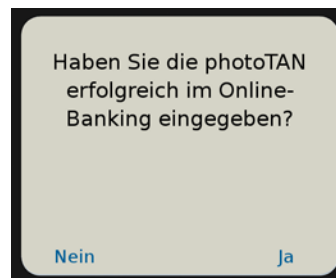 Haben Sie die photoTAN
erfolgreich im Online-
Banking eingegeben?
Nein Ja